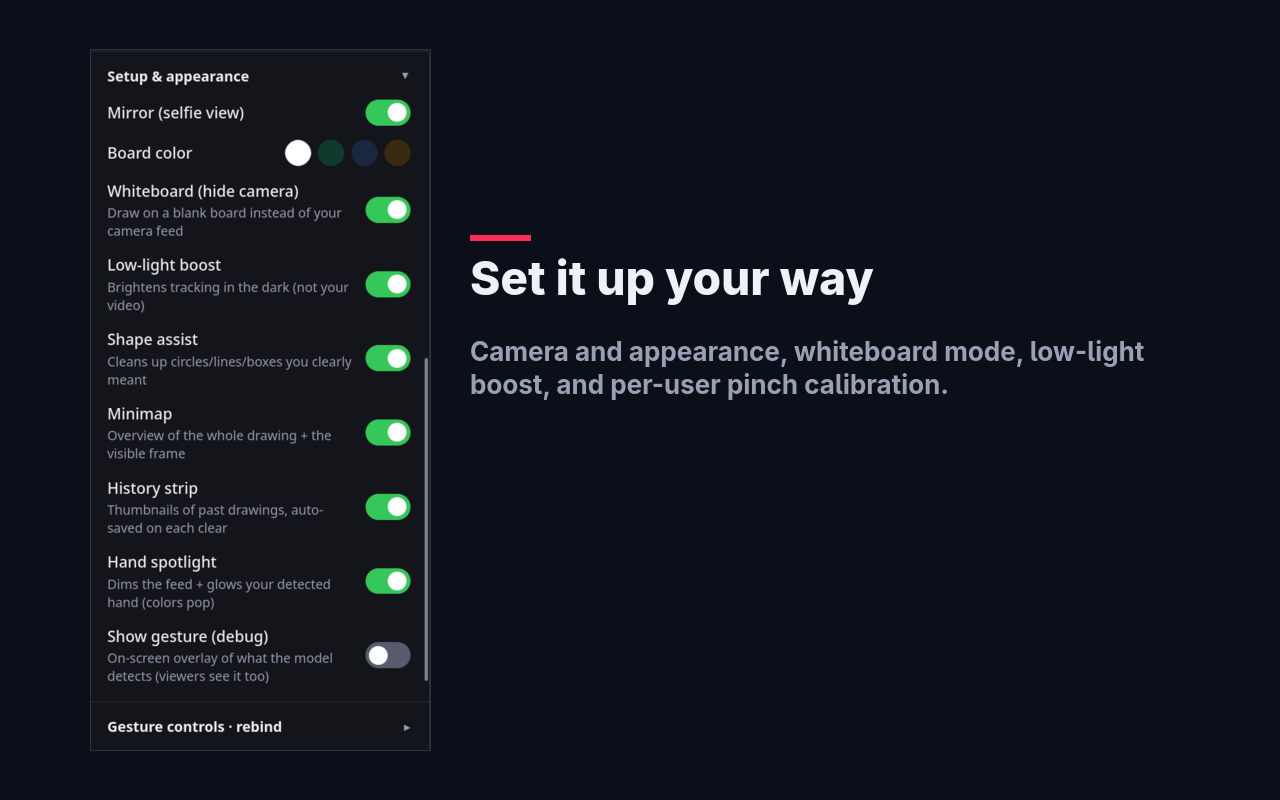 Setup & appearance ▼
Mirror (selfie view)
Board color
Whiteboard (hide camera)
Draw on a blank board instead of your
camera feed
Low-light boost
Brightens tracking in the dark (not your
video)
Shape assist
Cleans up circles/lines/boxes you clearly
meant
Minimap
Overview of the whole drawing + the
visible frame
History strip
Thumbnails of past drawings, auto-
saved on each clear
Hand spotlight
Dims the feed + glows your detected
hand (colors pop)
Show gesture (debug)
On-screen overlay of what the model
detects (viewers see it too)
Gesture controls · rebind ►
Set it up your way
Camera and appearance, whiteboard mode, low-light
boost, and per-user pinch calibration.